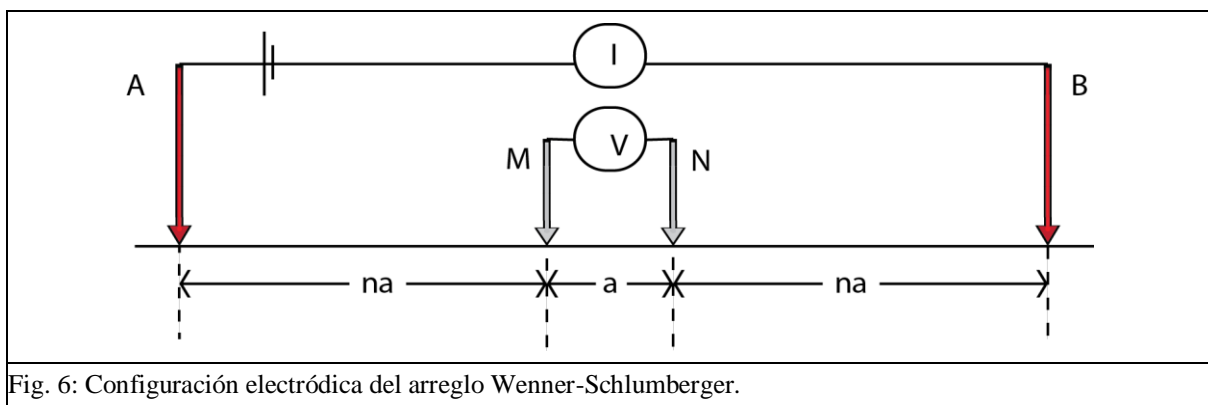 I
A
B
V
M
N
na
a
na
Fig. 6: Configuración electródica del arreglo Wenner-Schlumberger.